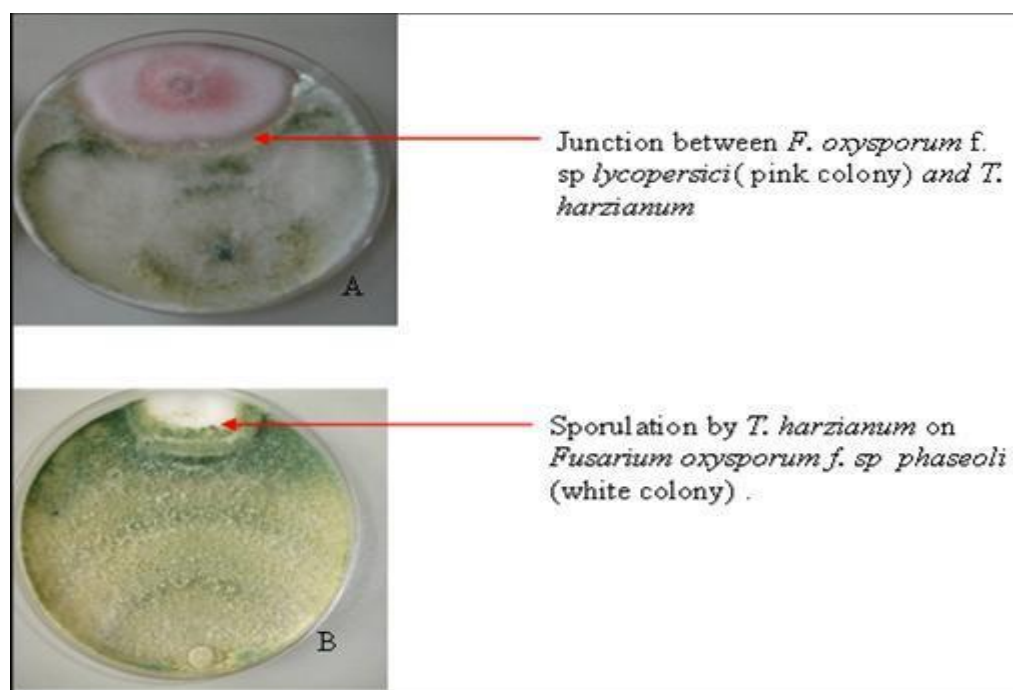 Junction between F. oxysporum f.
sp lycopersici( pink colony) and T.
harzianum
A
Sporulation by T. harzianum on
Fusarium oxysporum f. sp phaseoli
(white colony) .
B